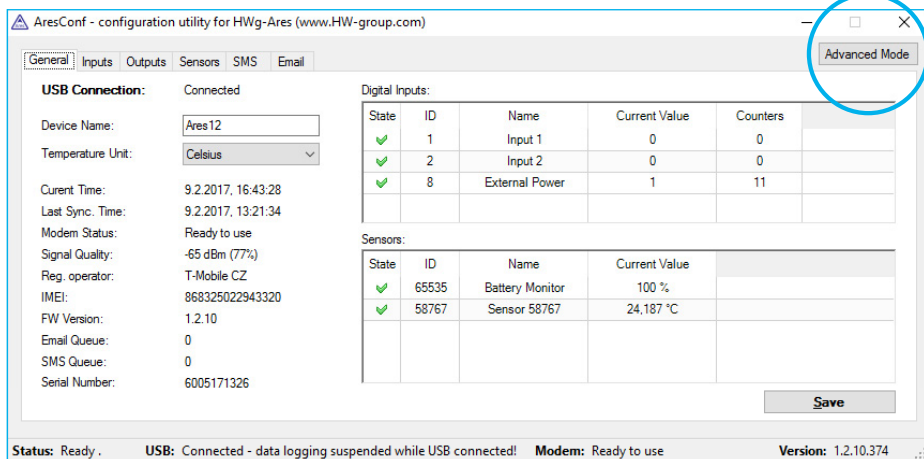 AresConf - configuration utility for HWg-Ares (www.HW-group.com)
Advanced Mode
General Inputs Outputs Sensors SMS Email
USB Connection: Connected
Device Name: Ares12
Temperature Unit: Celsius
Curent Time: 9.2.2017, 16:43:28
Last Sync. Time: 9.2.2017, 13:21:34
Modem Status: Ready to use
Signal Quality: -65 dBm (77%)
Reg. operator: T-Mobile CZ
IMEI: 868325022943320
FW Version: 1.2.10
Email Queue: 0
SMS Queue: 0
Serial Number: 6005171326
Digital Inputs:
State ID Name Current Value Counters
1 Input 1 0 0
2 Input 2 0 0
8 External Power 1 11
Sensors:
State ID Name Current Value
65535 Battery Monitor 100 %
58767 Sensor 58767 24,187 °C
Save
Status: Ready . USB: Connected - data logging suspended while USB connected! Modem: Ready to use Version: 1.2.10.374